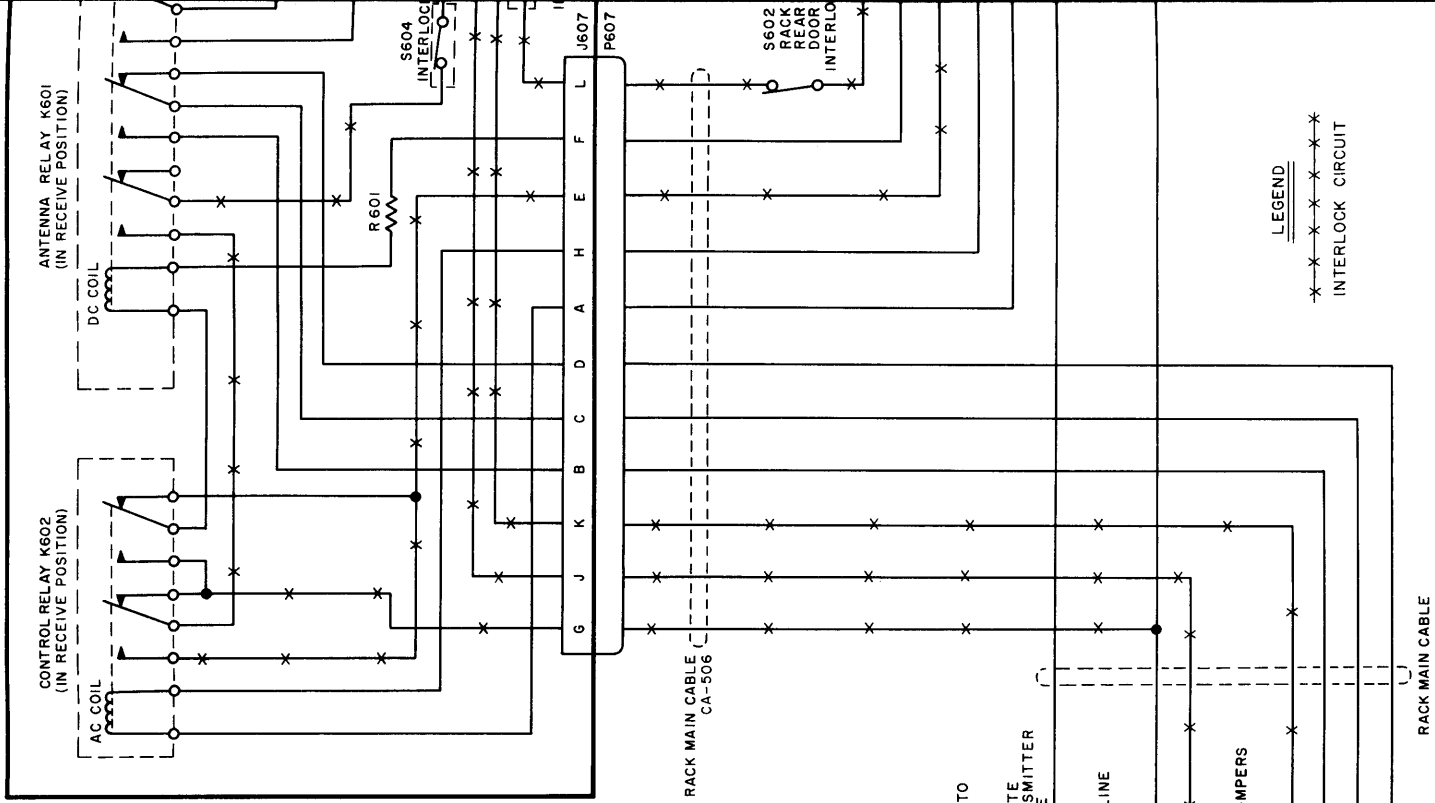 ANTENNA RELAY K601
(IN RECEIVE POSITION)
DC COIL
CONTROL RELAY K602
(IN RECEIVE POSITION)
AC COIL
S604
INTERLOC
R601
J607
P607
L
F
E
H
A
D
C
B
K
J
G
S602
RACK
REAR
DOOR
INTERLO
RACK MAIN CABLE
CA-506
LEGEND
INTERLOCK CIRCUIT
TO
TE
SMITTER
LINE
MPERS
RACK MAIN CABLE